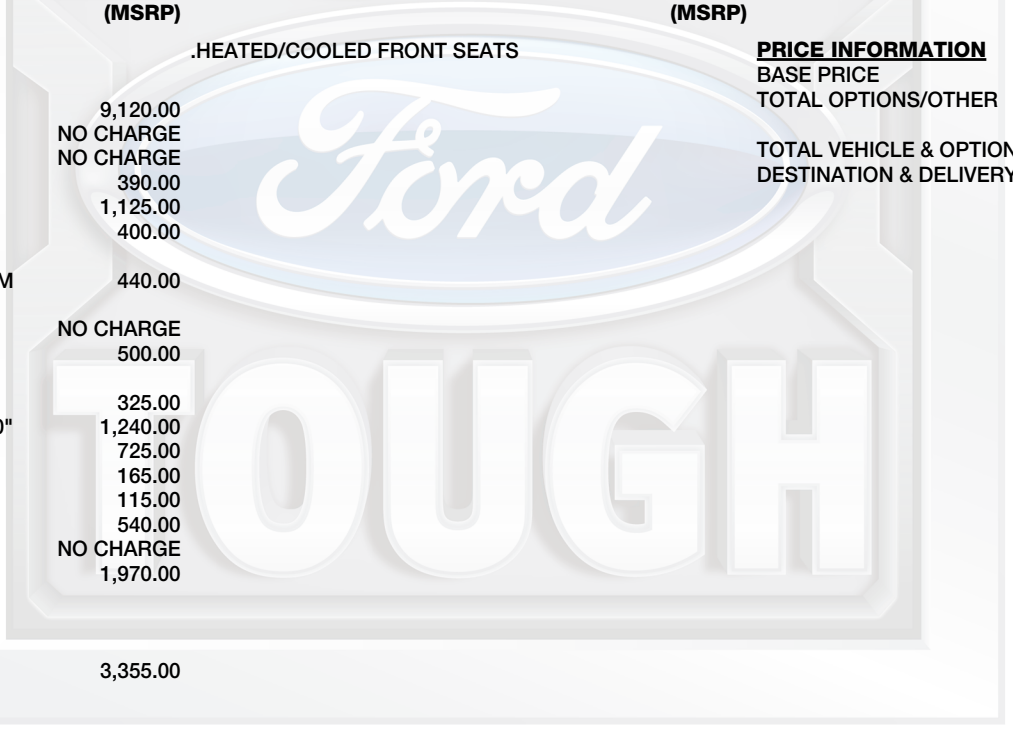 (MSRP) (MSRP)
.HEATED/COOLED FRONT SEATS PRICE INFORMATION
BASE PRICE
9,120.00 TOTAL OPTIONS/OTHER
NO CHARGE
NO CHARGE TOTAL VEHICLE & OPTION
390.00 DESTINATION & DELIVERY
1,125.00
400.00
Ford
M 440.00
NO CHARGE
500.00
TOUGH
325.00
0" 1,240.00
725.00
165.00
115.00
540.00
NO CHARGE
1,970.00
3,355.00